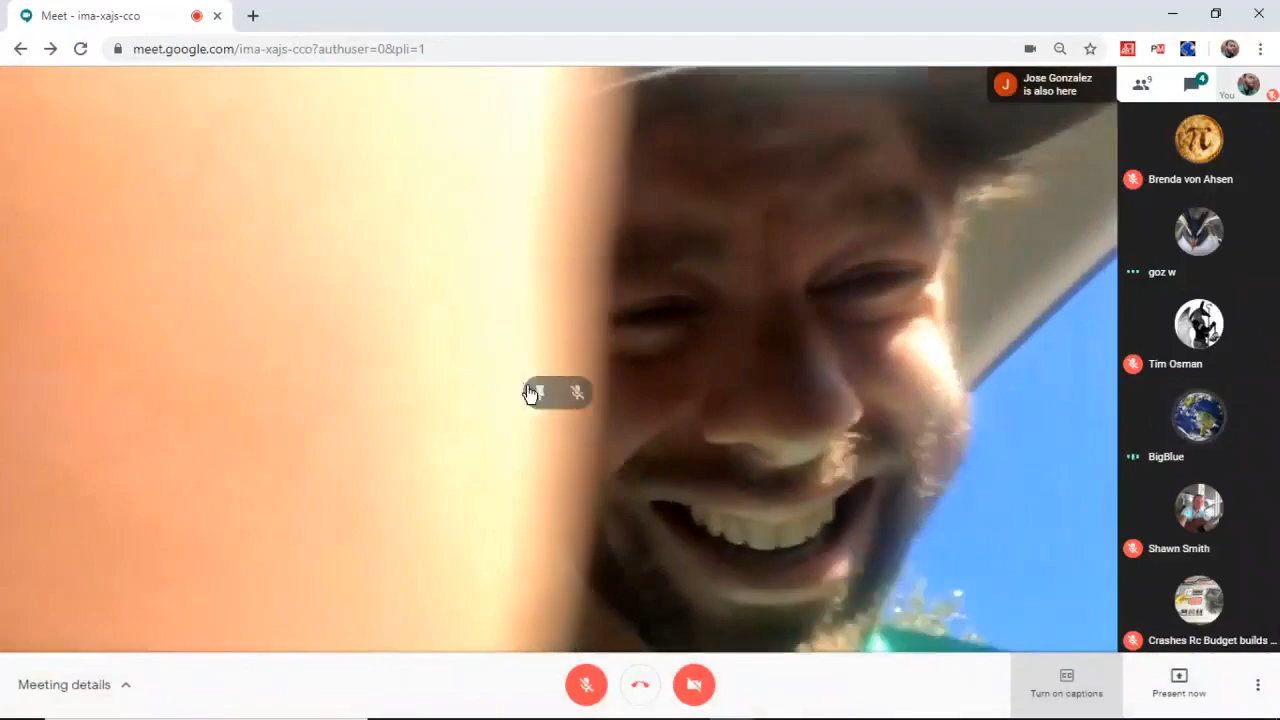 Meet - ima-xajs-cco
meet.google.com/ima-xajs-cco?authuser=0&pli=1
Jose Gonzalez
is also here
9
4
You
Brenda von Ahsen
goz w
Tim Osman
BigBlue
Shawn Smith
Crashes Rc Budget builds ...
Meeting details
Turn on captions
Present now